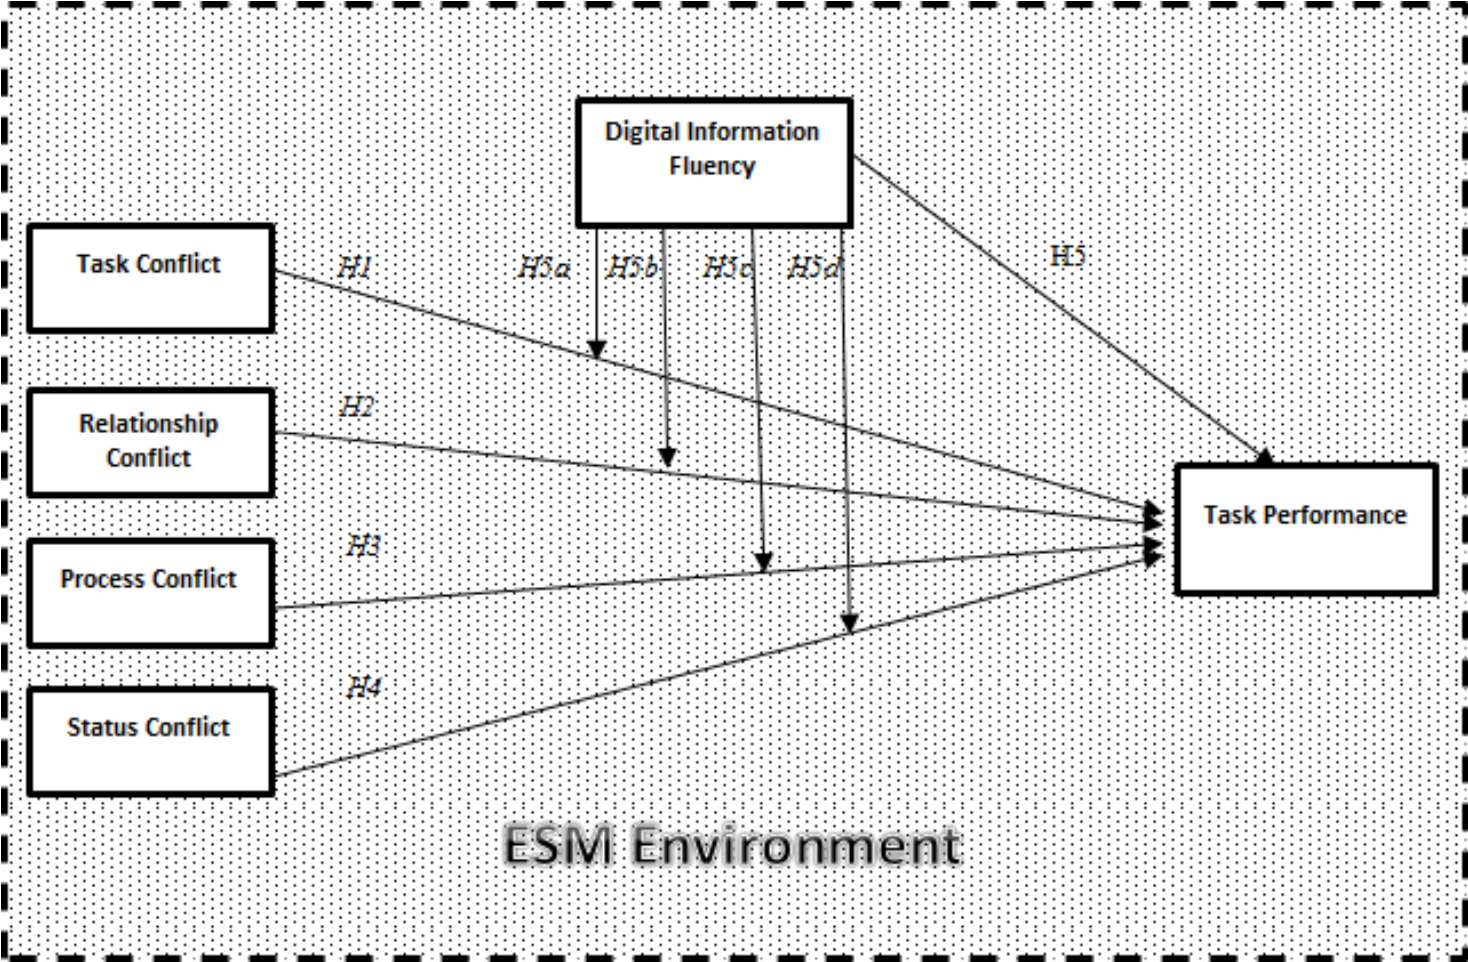 Digital Information
Fluency
Task Conflict
H1
H5a
H5b
H5c
H5d
H5
Relationship
Conflict
H2
Task Performance
Process Conflict
H3
Status Conflict
H4
ESM Environment